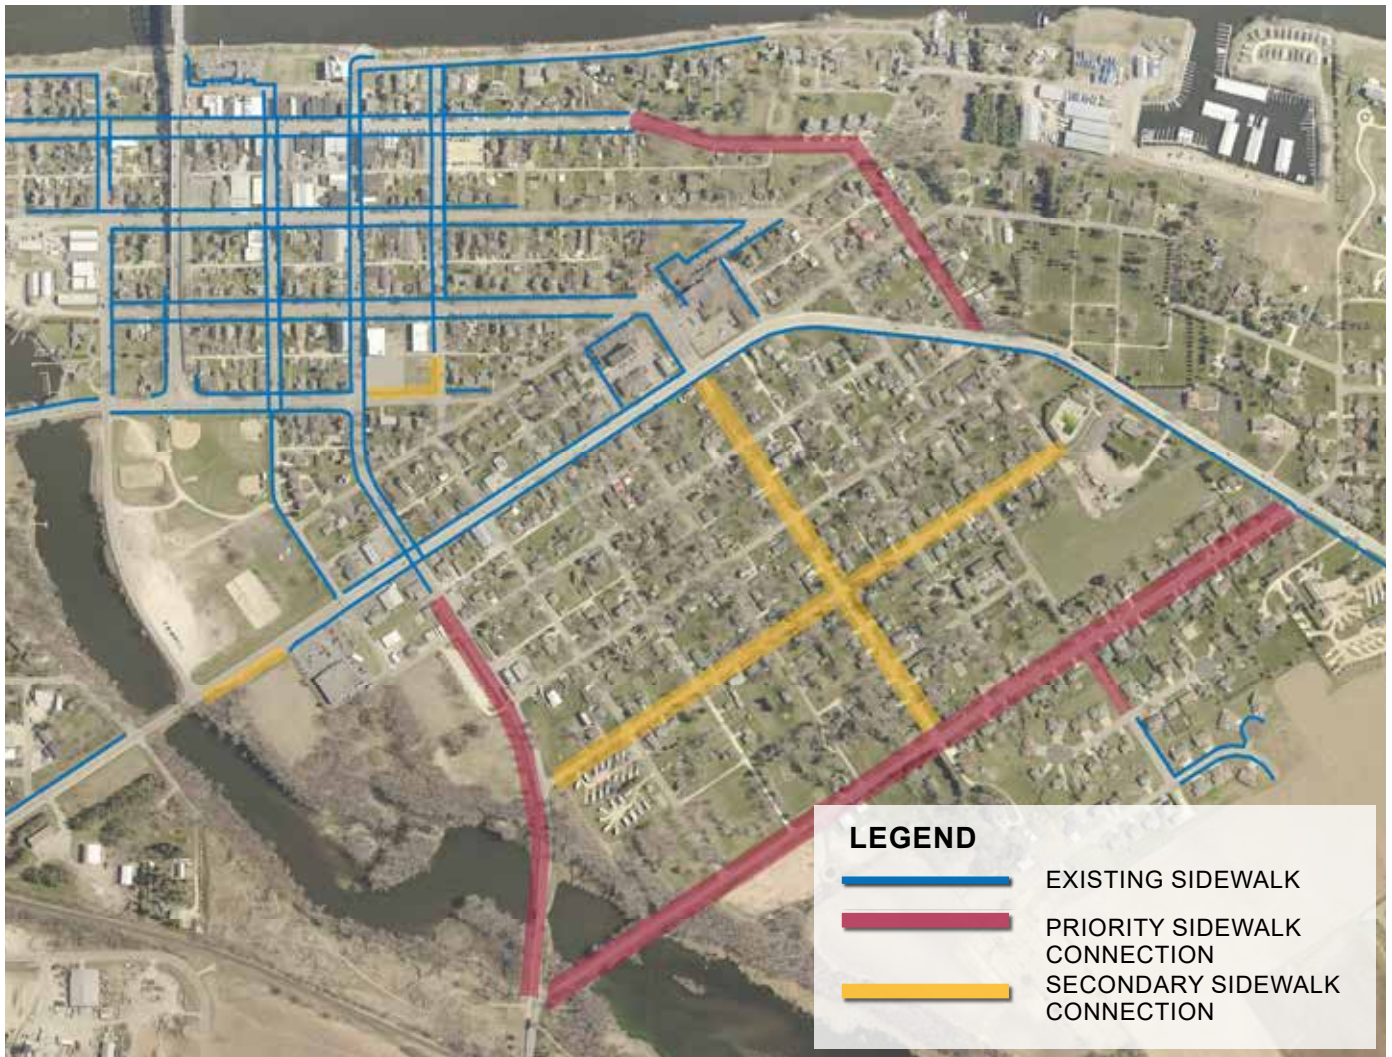 LEGEND
EXISTING SIDEWALK
PRIORITY SIDEWALK
CONNECTION
SECONDARY SIDEWALK
CONNECTION